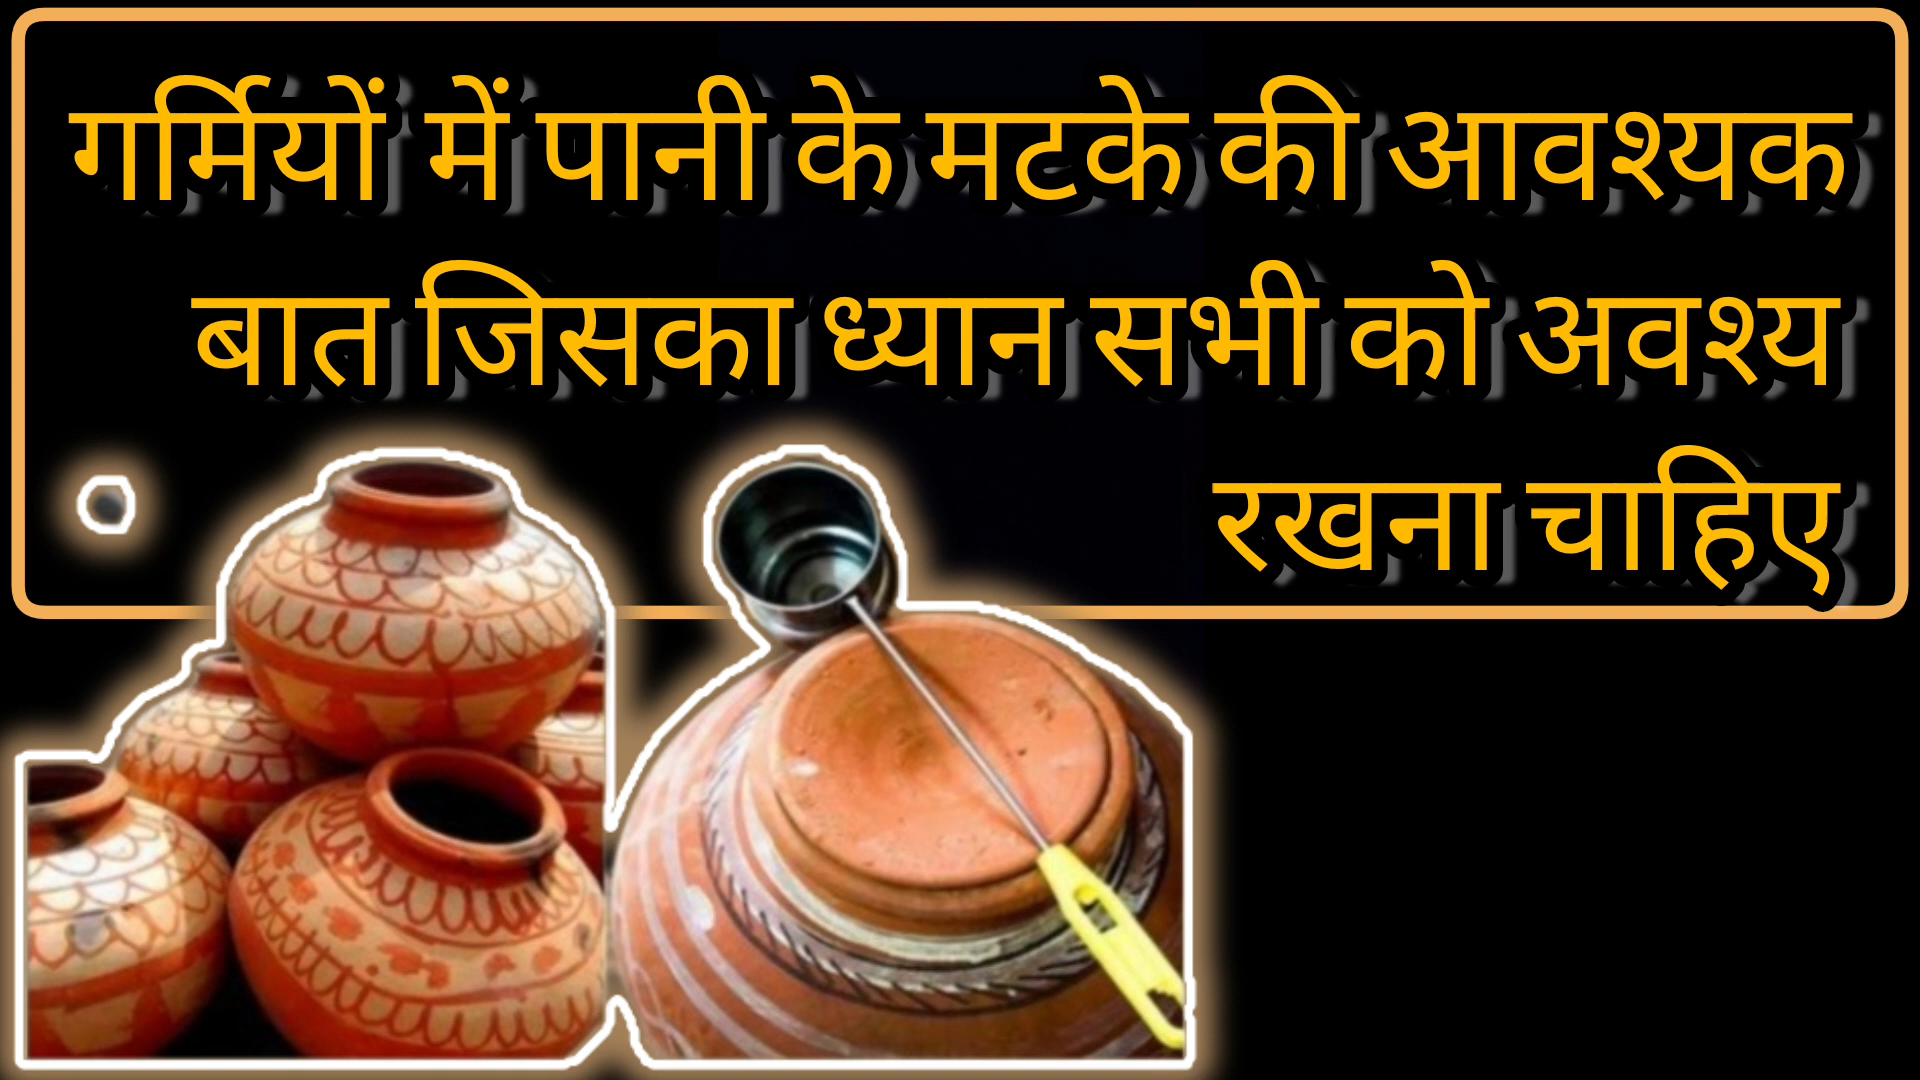 गर्मियों में पानी के मटके की आवश्यक
बात जिसका ध्यान सभी को अवश्य
रखना चाहिए